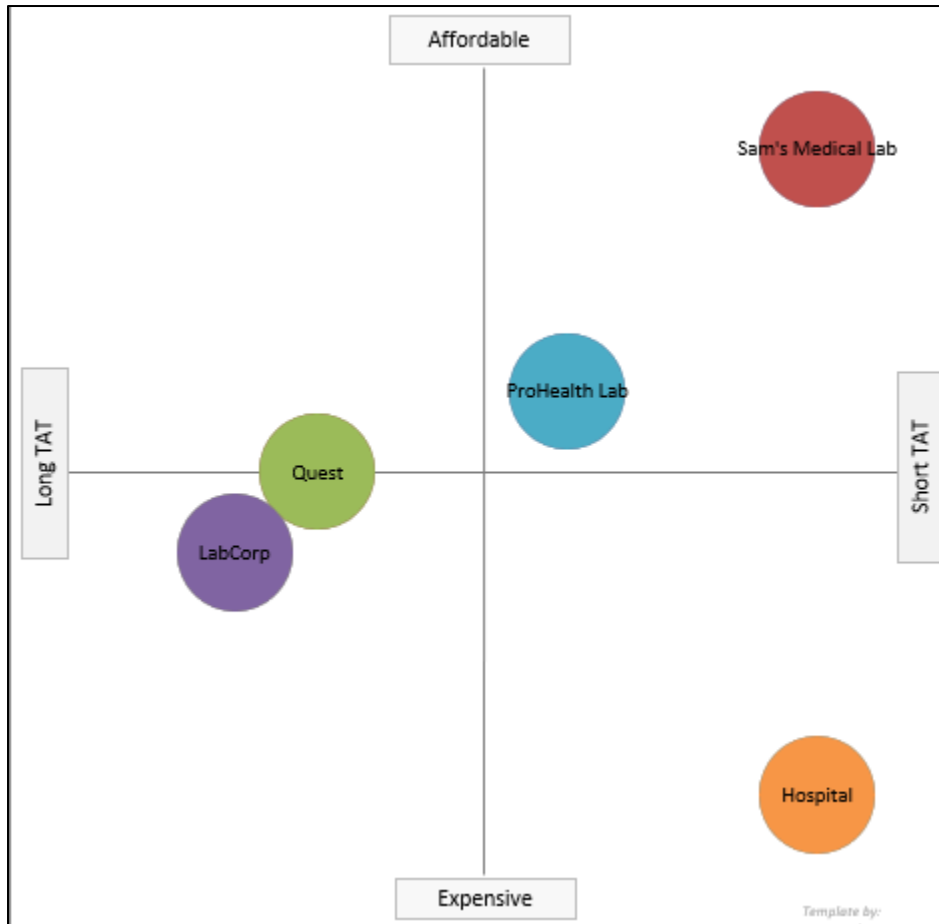 Affordable
Sam's Medical Lab
ProHealth Lab
Long TAT
Quest
Short TAT
LabCorp
Hospital
Expensive
Template by: